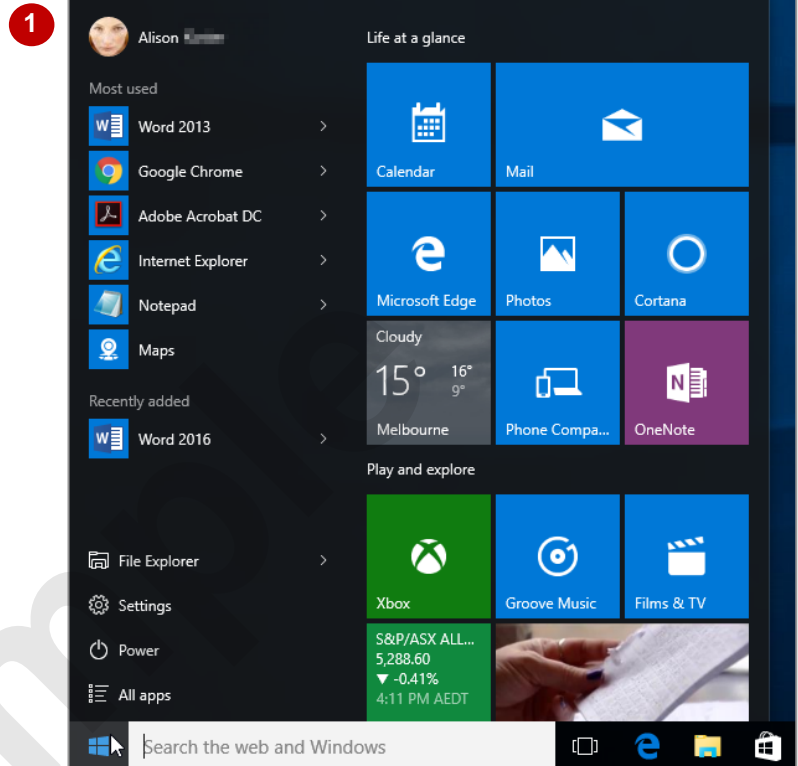 1
Alison
Most used
Word 2013
Google Chrome
Adobe Acrobat DC
Internet Explorer
Notepad
Maps
Recently added
Word 2016
File Explorer
Settings
Power
All apps
Life at a glance
Calendar
Mail
Microsoft Edge
Photos
Cortana
Cloudy
15° 16°
9°
Melbourne
Phone Compa...
OneNote
Play and explore
Xbox
Groove Music
Films & TV
S&P/ASX ALL...
5,288.60
▼ -0.41%
4:11 PM AEDT
Search the web and Windows